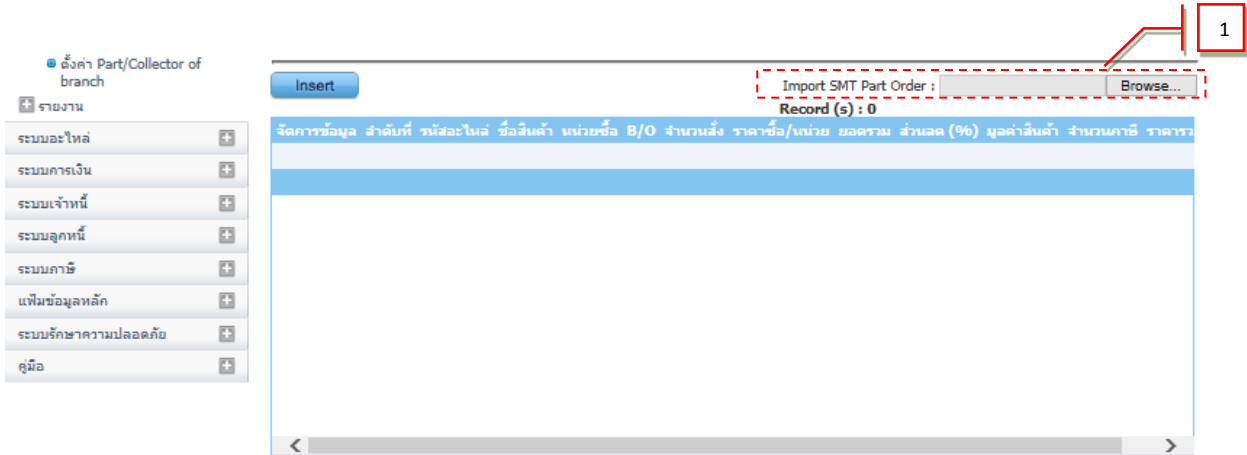 1
ตั้งค่า Part/Collector of
branch
รายงาน
ระบบอะไหล่
ระบบการเงิน
ระบบเจ้าหนี้
ระบบลูกหนี้
ระบบภาษี
แฟ้มข้อมูลหลัก
ระบบรักษาความปลอดภัย
คู่มือ
Insert
Import SMT Part Order : Browse...
Record (s) : 0
จัดการข้อมูล ลำดับที่ รหัสอะไหล่ ชื่อสินค้า หน่วยซื้อ B/O จำนวนสั่ง ราคาซื้อ/หน่วย ยอดรวม ส่วนลด (%) มูลค่าสินค้า จำนวนภาษี ราคารว